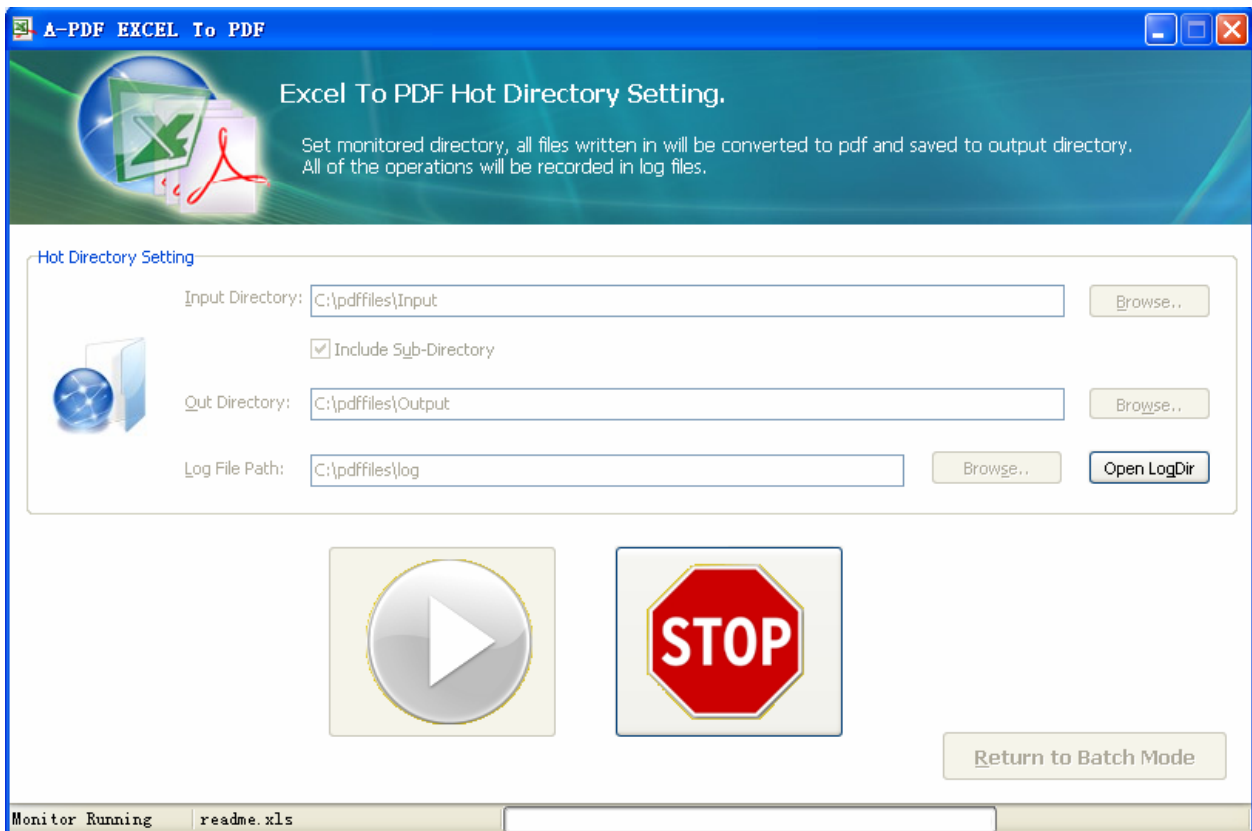 A-PDF EXCEL To PDF
Excel To PDF Hot Directory Setting.
Set monitored directory, all files written in will be converted to pdf and saved to output directory.
All of the operations will be recorded in log files.
Hot Directory Setting
Input Directory: C:\pdffiles\Input Browse..
Include Sub-Directory
Out Directory: C:\pdffiles\Output Browse..
Log File Path: C:\pdffiles\log Browse.. Open LogDir
STOP
Return to Batch Mode
Monitor Running readme.xls